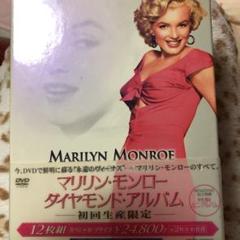 MARILYN MONROE
今、DVDで鮮明に蘇る“永遠のヴィーナス”マリリン・モンローのすべて。
DVD
マリリン・モンロー
ダイヤモンド・アルバム
初回生産限定
12枚組
24,800